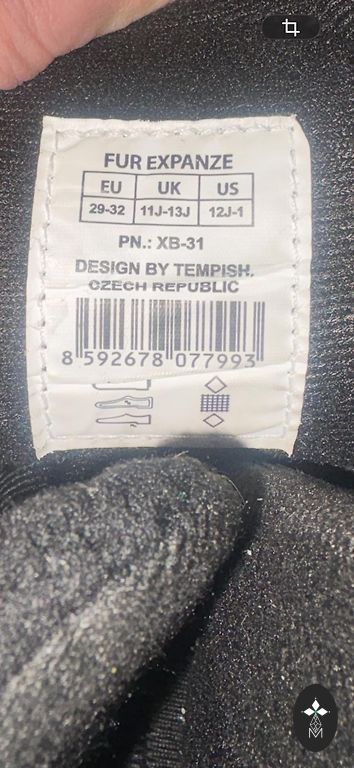 FUR EXPANZE
EU UK US
29-32 11J-13J 12J-1
PN.: XB-31
DESIGN BY TEMPISH.
CZECH REPUBLIC
8 592678 077993
M